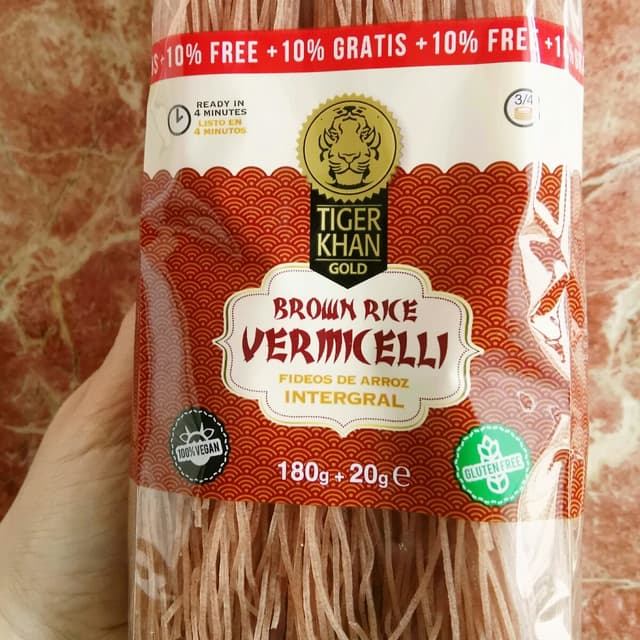 +10% FREE +10% GRATIS +10% FREE +1
READY IN
4 MINUTES
LISTO EN
4 MINUTOS
3/4
TIGER
KHAN
GOLD
BROWN RICE
VERMICELLI
FIDEOS DE ARROZ
INTERGRAL
100% VEGAN
GLUTEN FREE
180g + 20g e